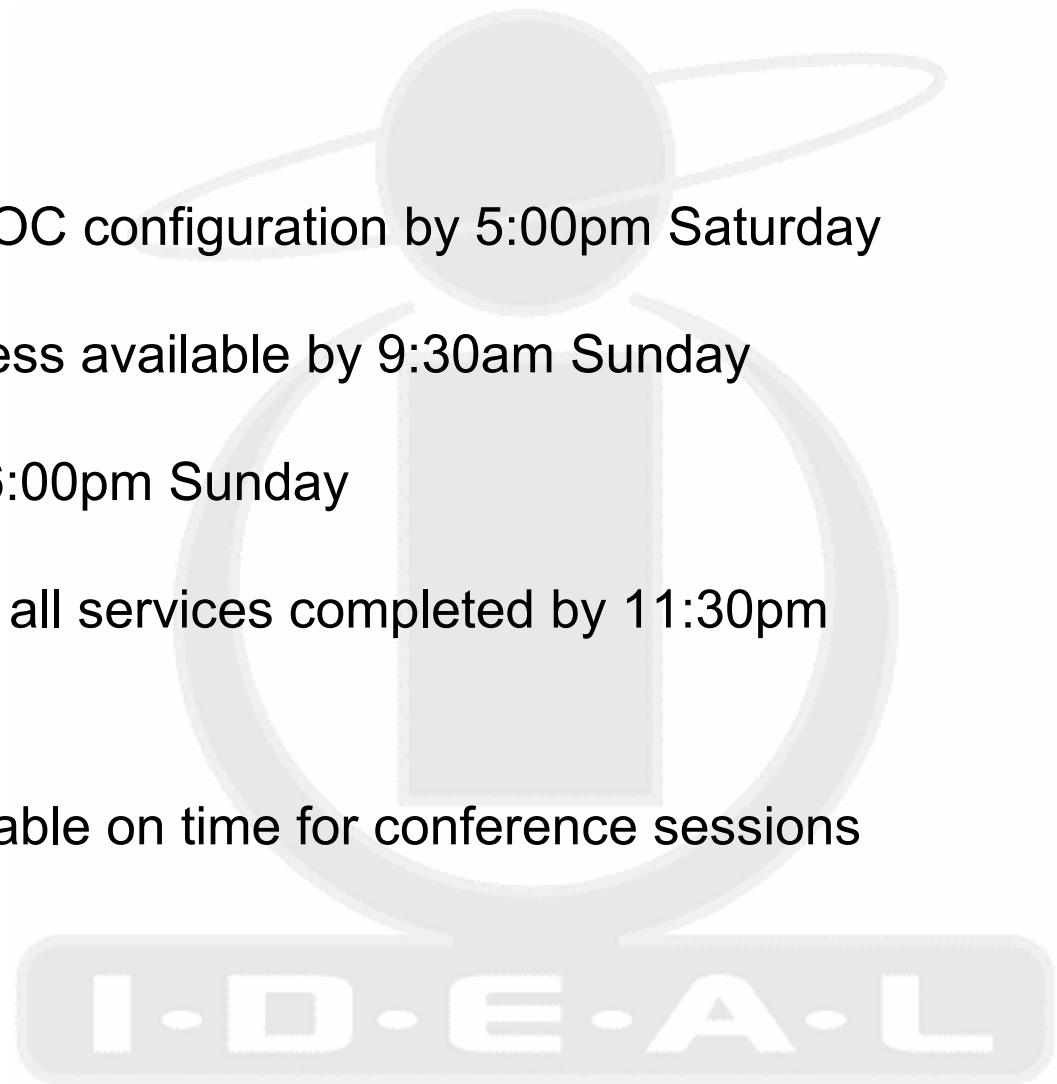 OC configuration by 5:00pm Saturday
ess available by 9:30am Sunday
6:00pm Sunday
all services completed by 11:30pm
able on time for conference sessions
I·D·E·A·L